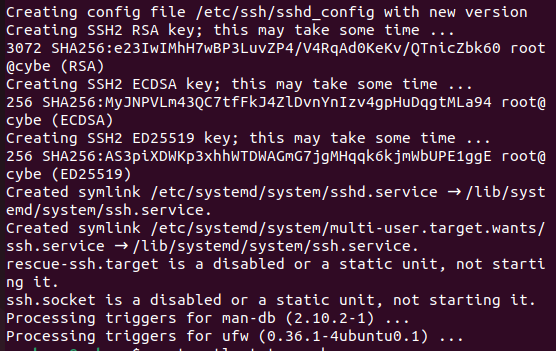 Creating config file /etc/ssh/sshd_config with new version
Creating SSH2 RSA key; this may take some time ...
3072 SHA256:e23IwIMhH7wBP3LuvZP4/V4RqAd0KeKv/QTnicZbk60 root
@cybe (RSA)
Creating SSH2 ECDSA key; this may take some time ...
256 SHA256:MyJNPVLm43QC7tfFkJ4ZlDvnYnIzv4gpHuDqgtMLa94 root@
cybe (ECDSA)
Creating SSH2 ED25519 key; this may take some time ...
256 SHA256:AS3piXDWKp3xhhWTDWAGmG7jgMHqqk6kjmWbUPE1ggE root@
cybe (ED25519)
Created symlink /etc/systemd/system/sshd.service → /lib/syst
emd/system/ssh.service.
Created symlink /etc/systemd/system/multi-user.target.wants/
ssh.service → /lib/systemd/system/ssh.service.
rescue-ssh.target is a disabled or a static unit, not starti
ng it.
ssh.socket is a disabled or a static unit, not starting it.
Processing triggers for man-db (2.10.2-1) ...
Processing triggers for ufw (0.36.1-4ubuntu0.1) ...